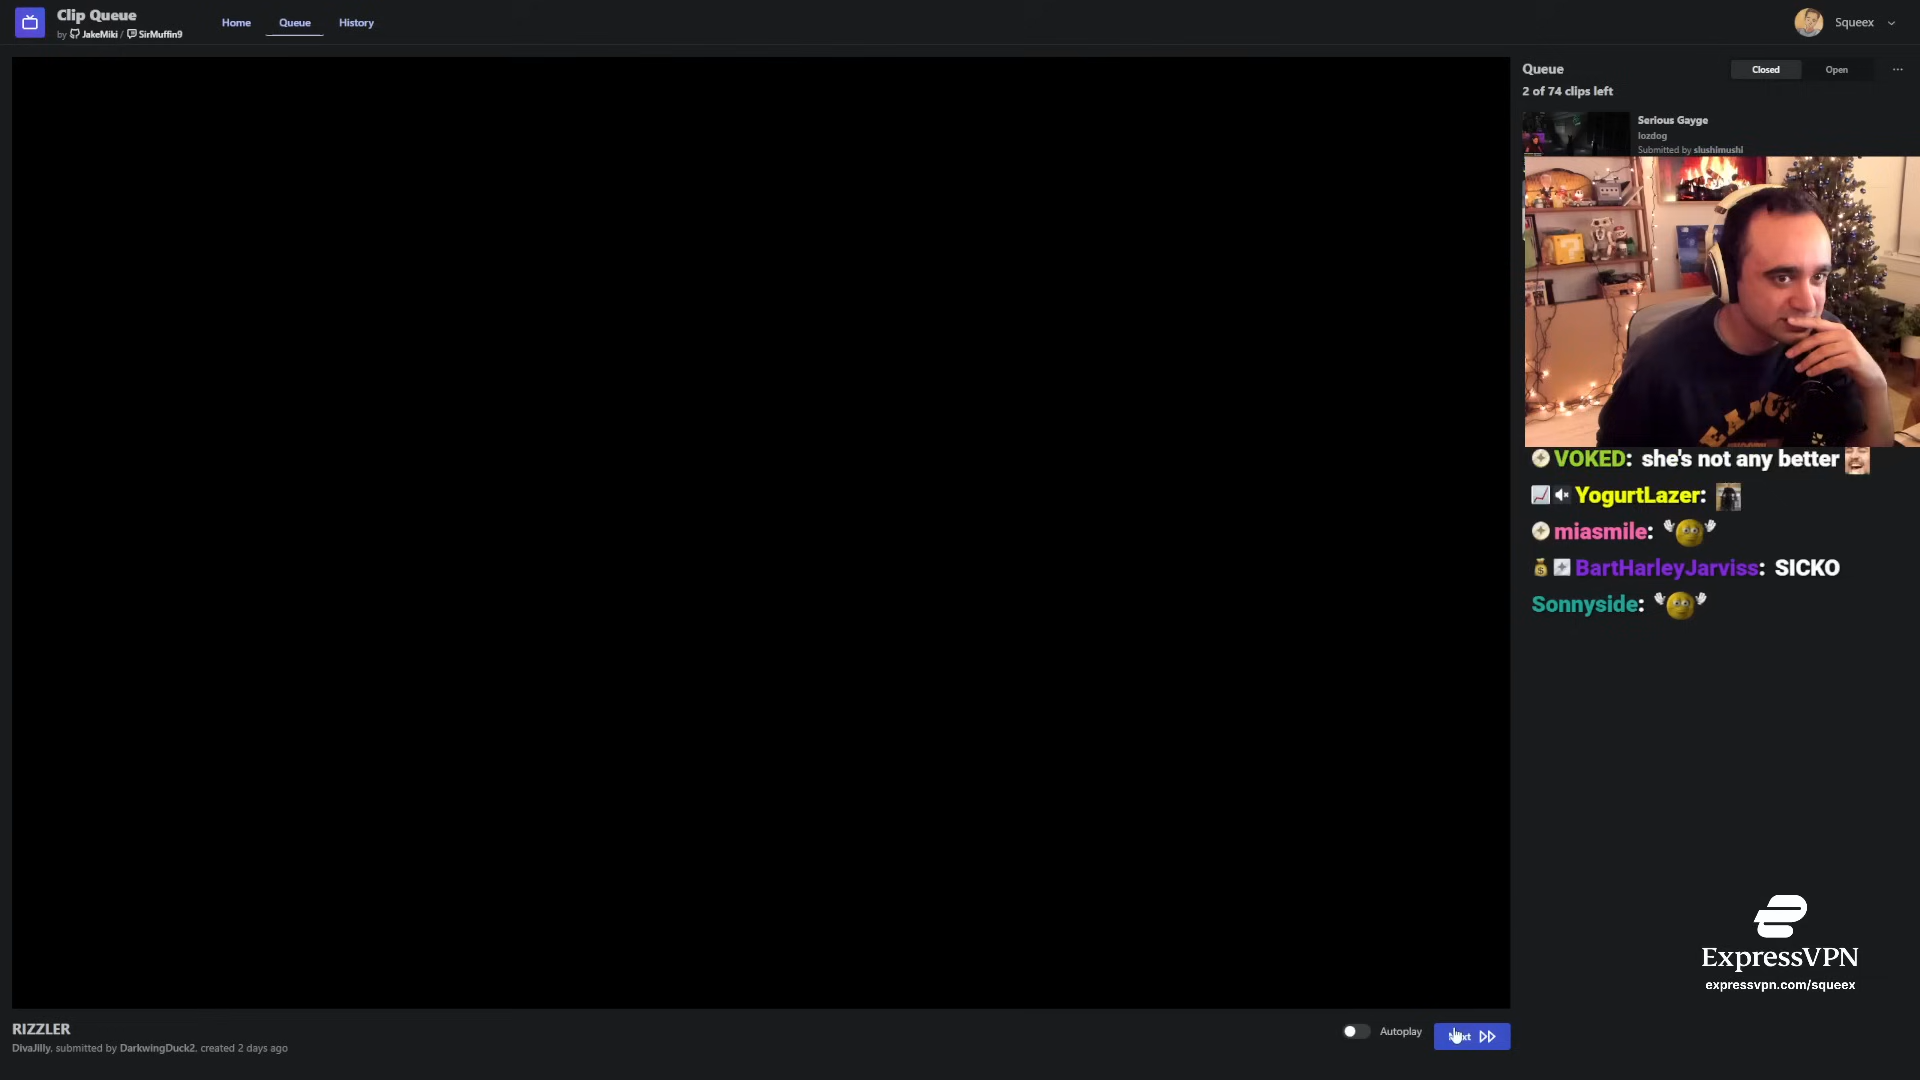 Clip Queue
by JakeMiki / SirMuffin9
Home
Queue
History
Squeex
Queue
Closed
Open
2 of 74 clips left
Serious Gayge
lozdog
Submitted by slushimushi
VOKED: she's not any better
YogurtLazer:
miasmile:
BartHarleyJarviss: SICKO
Sonnyside:
ExpressVPN
expressvpn.com/squeex
RIZZLER
DivaJilly, submitted by DarkwingDuck2, created 2 days ago
Autoplay